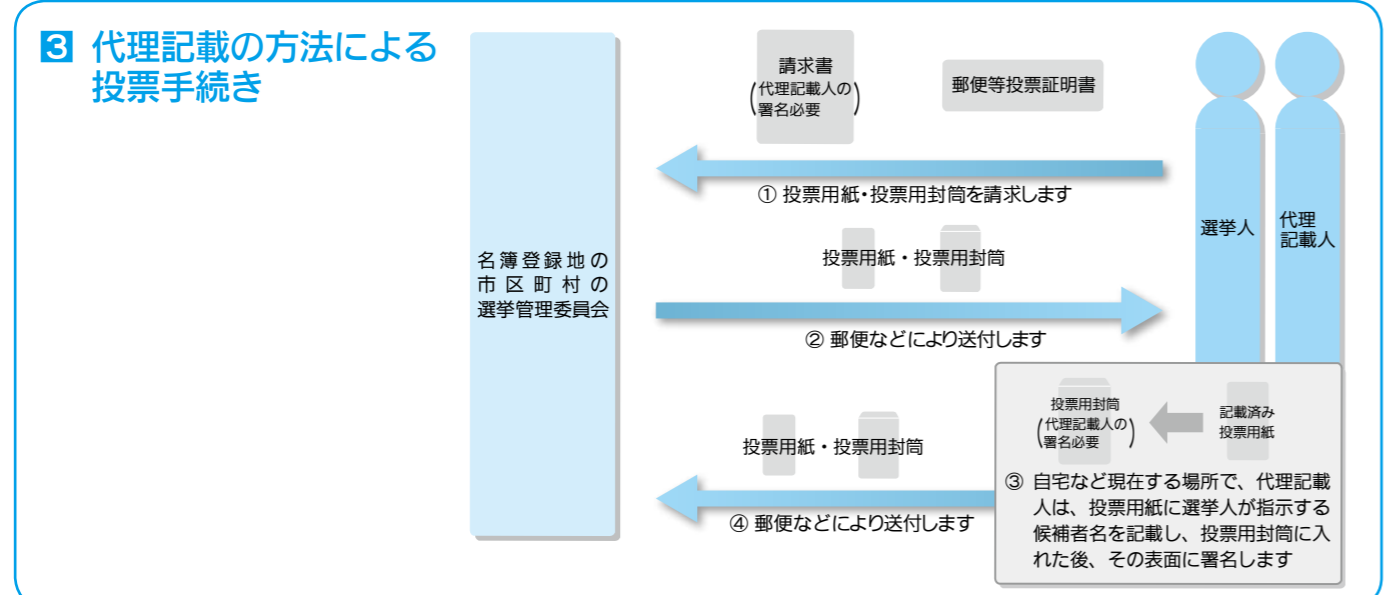 3 代理記載の方法による
投票手続き
請求書
(代理記載人の
署名必要)
郵便等投票証明書
① 投票用紙・投票用封筒を請求します
選挙人
代理
記載人
名簿登録地の
市区町村の
選挙管理委員会
投票用紙・投票用封筒
② 郵便などにより送付します
投票用封筒
(代理記載人の
署名必要)
記載済み
投票用紙
投票用紙・投票用封筒
③ 自宅など現在する場所で、代理記載
人は、投票用紙に選挙人が指示する
候補者名を記載し、投票用封筒に入
れた後、その表面に署名します
④ 郵便などにより送付します